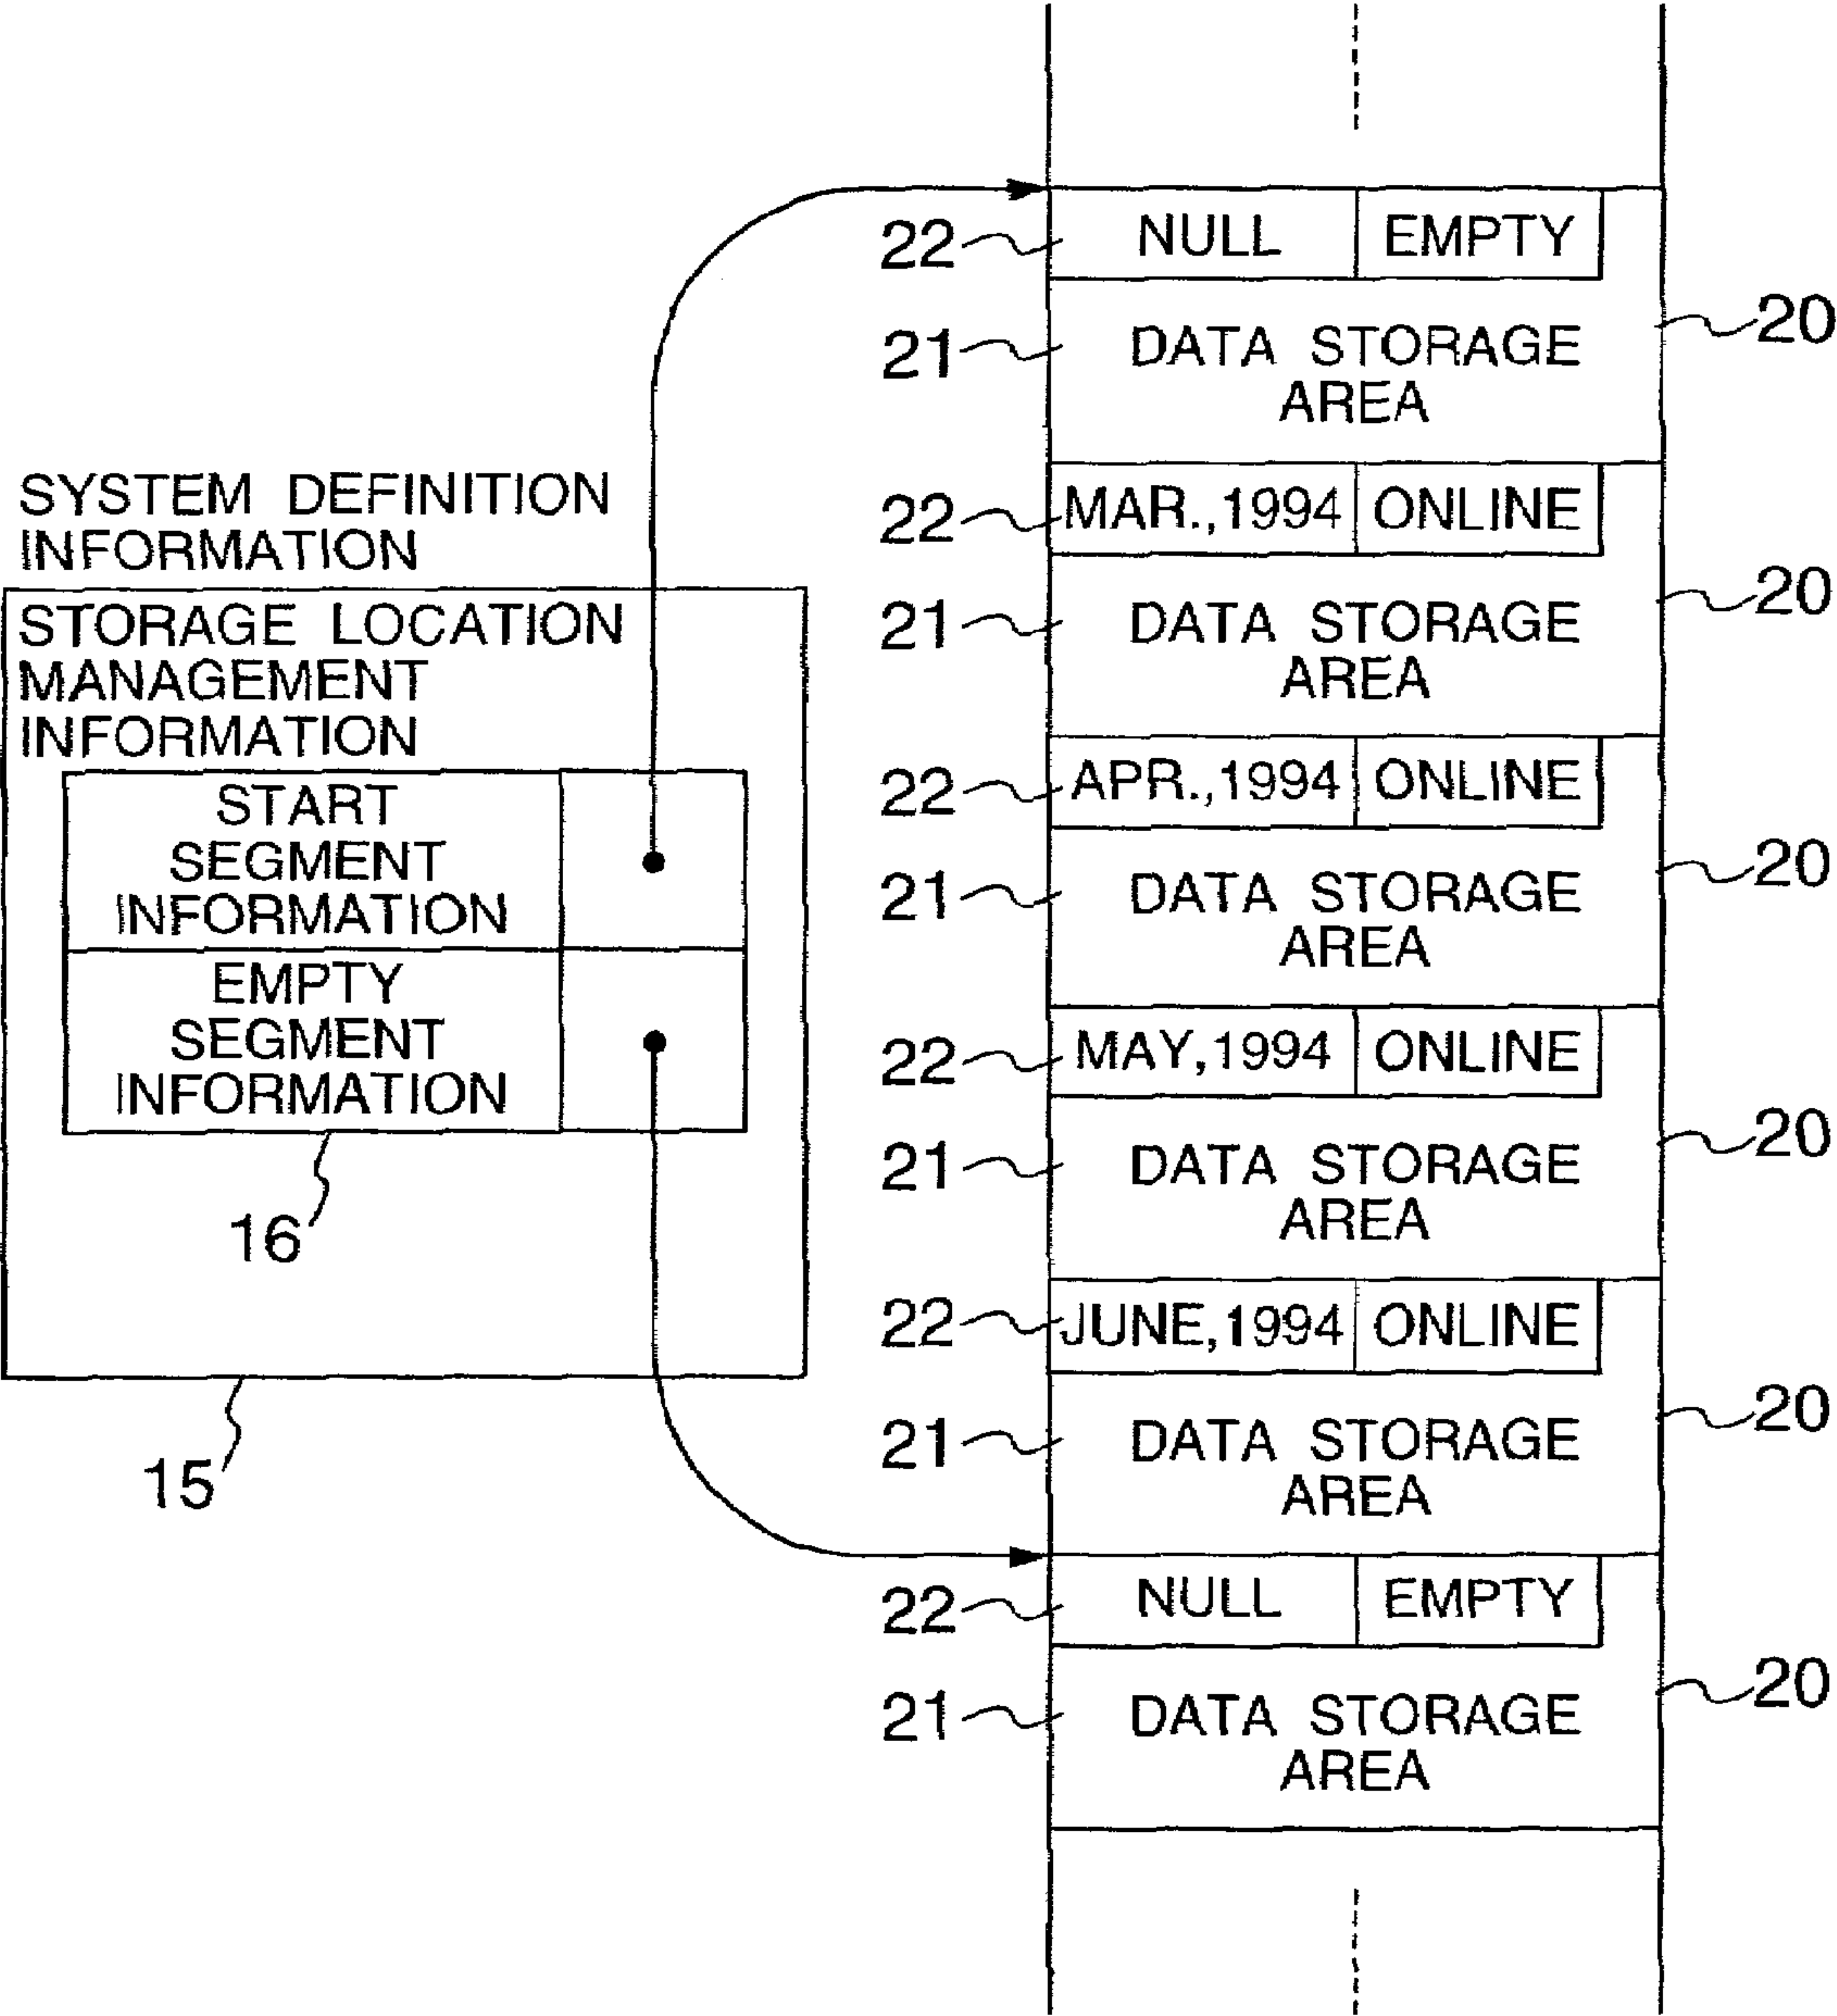 SYSTEM DEFINITION
INFORMATION
STORAGE LOCATION
MANAGEMENT
INFORMATION
START
SEGMENT
INFORMATION
EMPTY
SEGMENT
INFORMATION
16
15
22 NULL EMPTY
21 DATA STORAGE 20
AREA
22 MAR.,1994 ONLINE
21 DATA STORAGE 20
AREA
22 APR.,1994 ONLINE
21 DATA STORAGE 20
AREA
22 MAY,1994 ONLINE
21 DATA STORAGE 20
AREA
22 JUNE,1994 ONLINE
21 DATA STORAGE 20
AREA
22 NULL EMPTY
21 DATA STORAGE 20
AREA